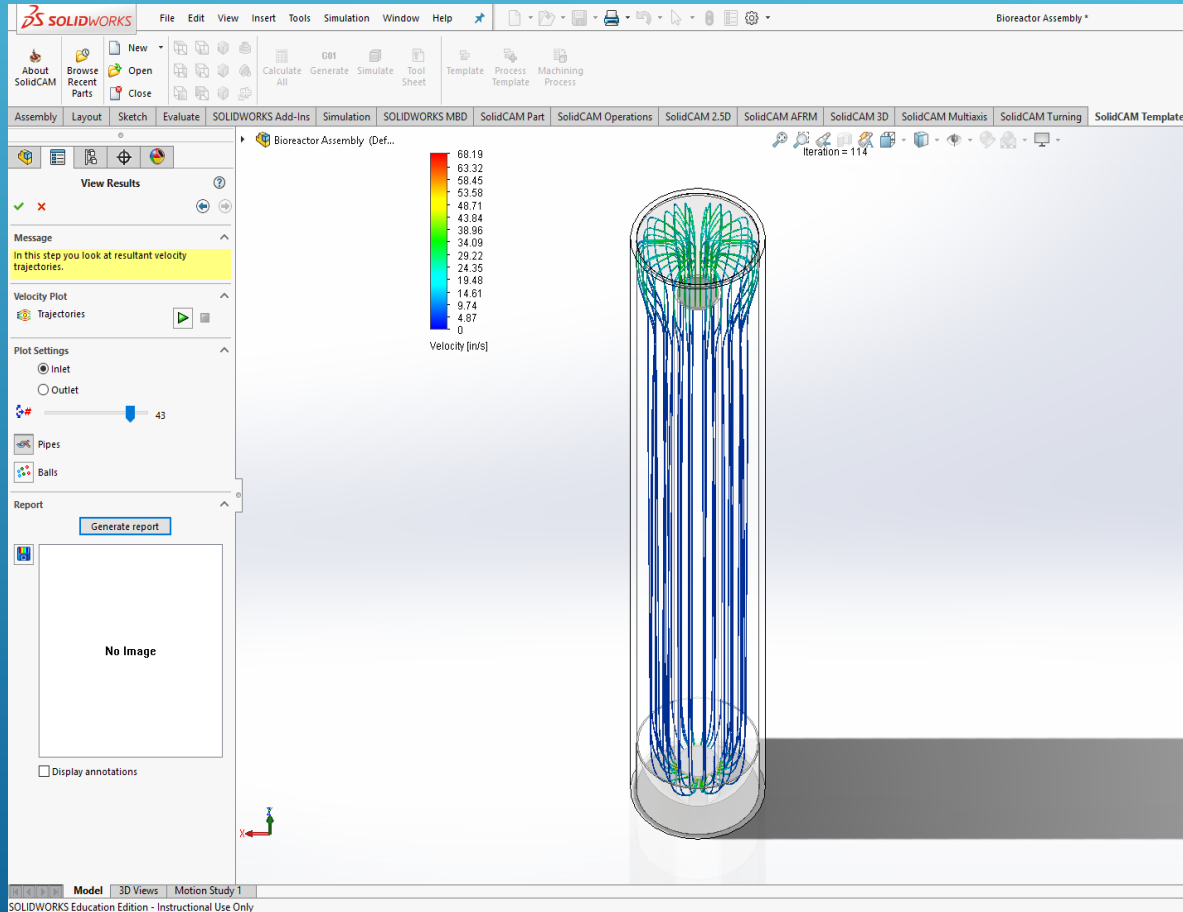 SOLIDWORKS File Edit View Insert Tools Simulation Window Help Bioreactor Assembly *
About SolidCAM
Browse Recent Parts
New
Open
Close
Calculate All
G01
Generate
Simulate
Tool Sheet
Template
Process Template
Machining Process
Assembly Layout Sketch Evaluate SOLIDWORKS Add-Ins Simulation SOLIDWORKS MBD SolidCAM Part SolidCAM Operations SolidCAM 2.5D SolidCAM AFRM SolidCAM 3D SolidCAM Multiaxis SolidCAM Turning SolidCAM Template
Bioreactor Assembly (Def...
Iteration = 114
View Results
Message
In this step you look at resultant velocity
trajectories.
Velocity Plot
Trajectories
Plot Settings
Inlet
Outlet
43
Pipes
Balls
Report
Generate report
No Image
Display annotations
68.19
63.32
58.45
53.58
48.71
43.84
38.96
34.09
29.22
24.35
19.48
14.61
9.74
4.87
0
Velocity [in/s]
Z
X
Model 3D Views Motion Study 1
SOLIDWORKS Education Edition - Instructional Use Only